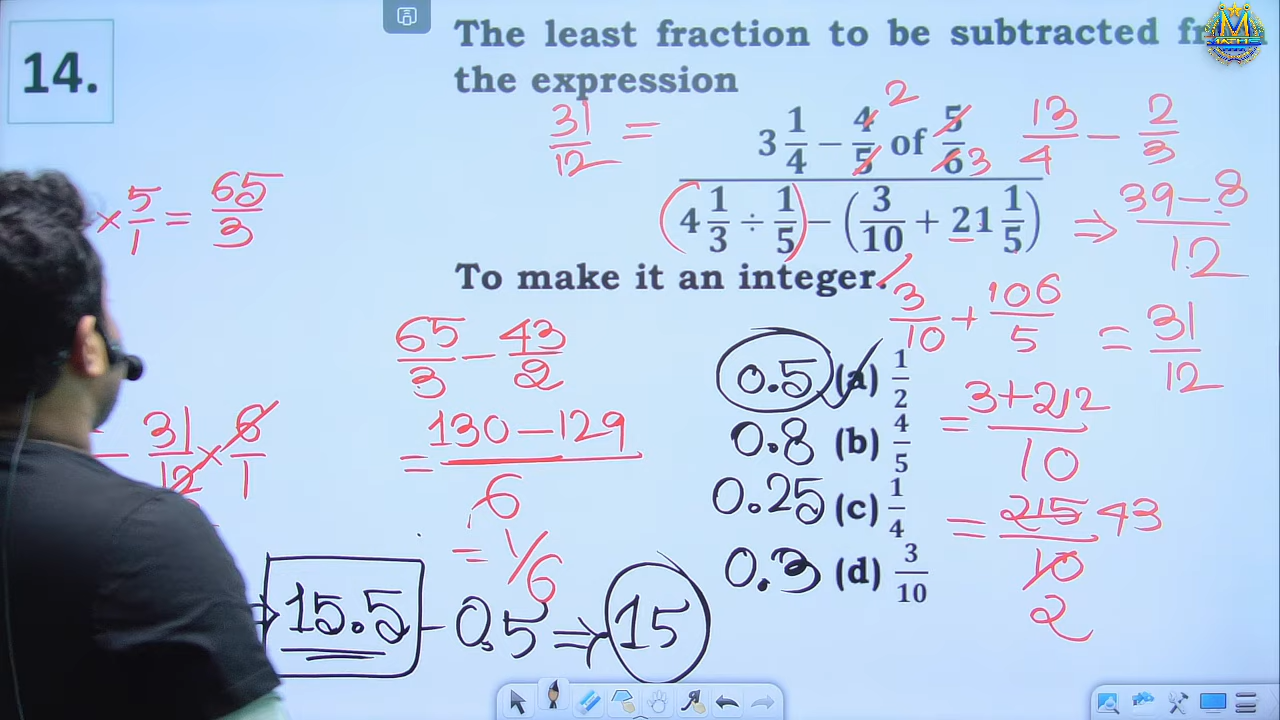 14.
The least fraction to be subtracted
the expression
31/12 =
3 1/4 − 4/5 of 5/6
2
3
13/4 − 2/3
4 1/3 ÷ 1/5 − (3/10 + 21 1/5)
⇒ 39−8/12
= 31/12
× 5/1 = 65/3
To make it an integer.
3/10 + 106/5
= 3+212/10
= 215/10 43
2
65/3 − 43/2
= 130−129/6
= 1/6
31/12 × 6/1
0.5 (a) 1/2
0.8 (b) 4/5
0.25 (c) 1/4
0.3 (d) 3/10
15.5 − 0.5 ⇒ 15
M
MATHS